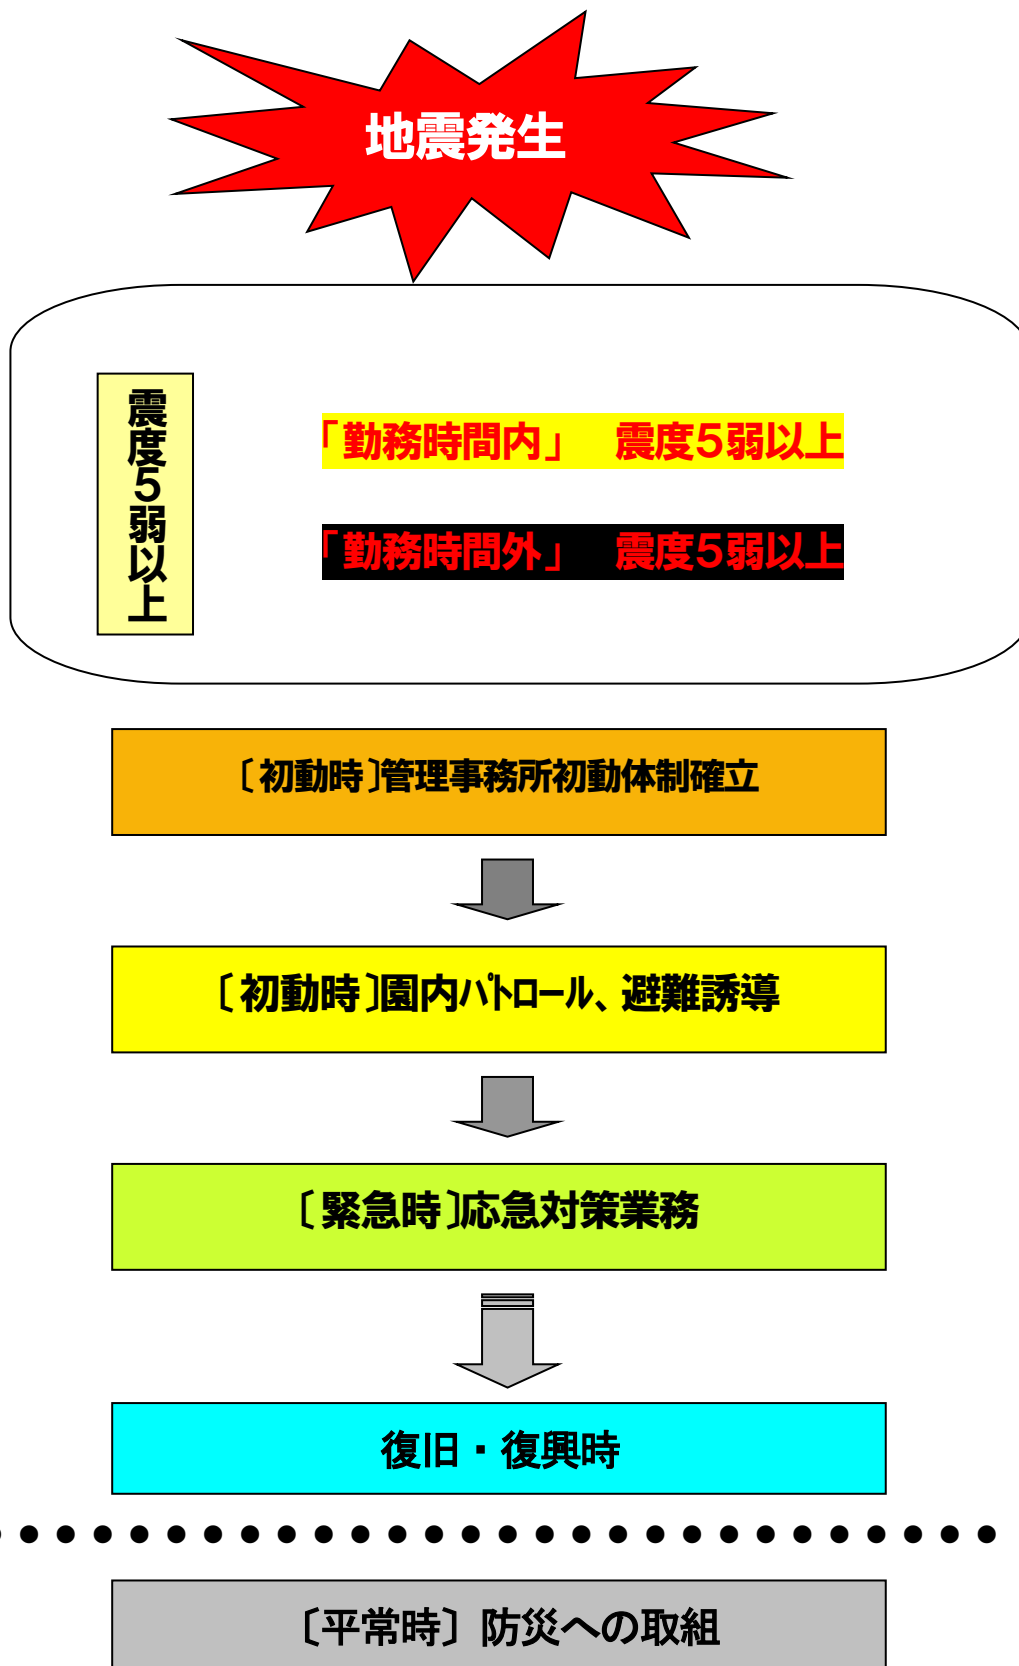 地震発生
震度５弱以上
「勤務時間内」　震度５弱以上
「勤務時間外」　震度５弱以上
〔初動時〕管理事務所初動体制確立
〔初動時〕園内ﾊﾟﾄﾛｰﾙ、避難誘導
〔緊急時〕応急対策業務
復旧・復興時
〔平常時〕防災への取組